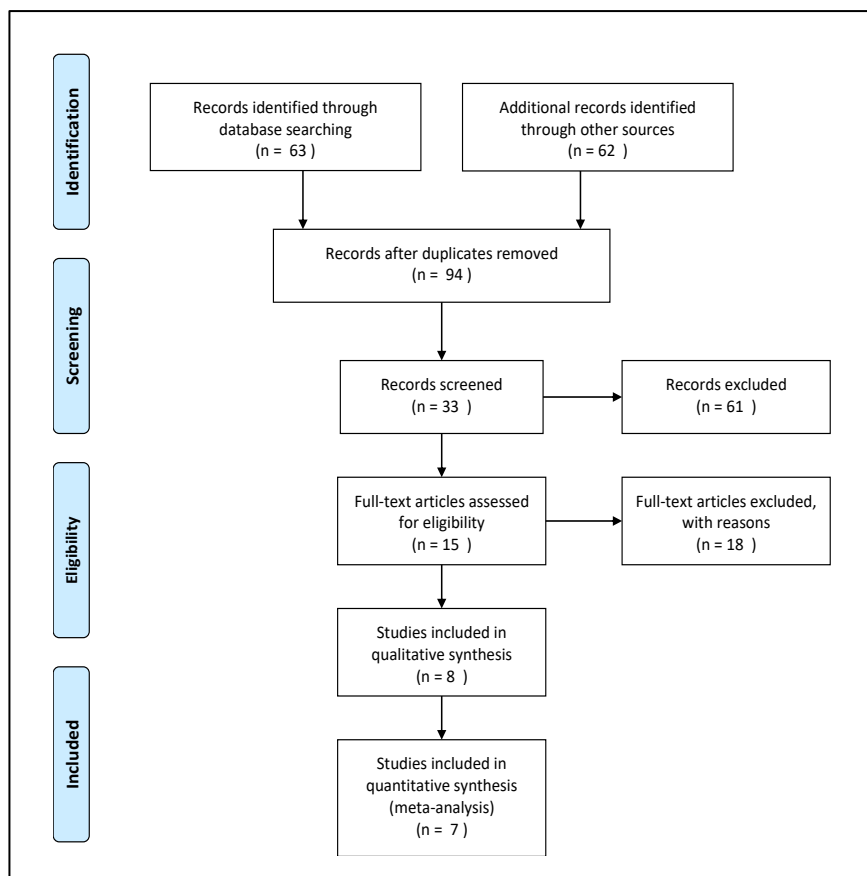 Identification
Records identified through
database searching
(n = 63 )
Additional records identified
through other sources
(n = 62 )
Records after duplicates removed
(n = 94 )
Screening
Records screened
(n = 33 )
Records excluded
(n = 61 )
Eligibility
Full-text articles assessed
for eligibility
(n = 15 )
Full-text articles excluded,
with reasons
(n = 18 )
Studies included in
qualitative synthesis
(n = 8 )
Included
Studies included in
quantitative synthesis
(meta-analysis)
(n = 7 )